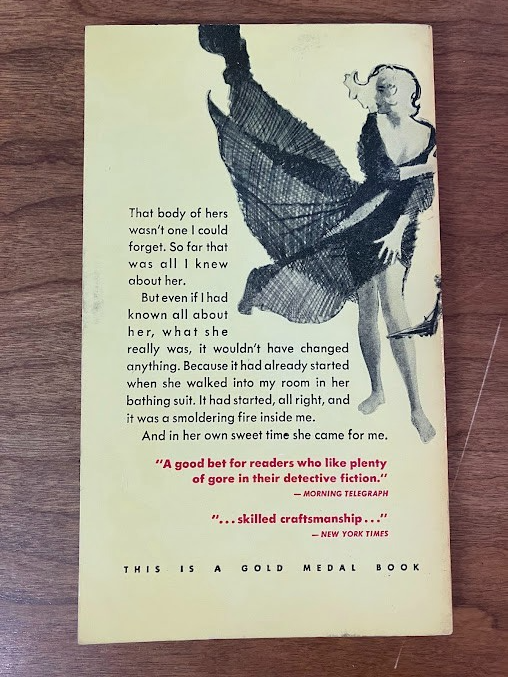 That body of hers
wasn't one I could
forget. So far that
was all I knew
about her.
But even if I had
known all about
her, what she
really was, it wouldn't have changed
anything. Because it had already started
when she walked into my room in her
bathing suit. It had started, all right, and
it was a smoldering fire inside me.
And in her own sweet time she came for me.
"A good bet for readers who like plenty
of gore in their detective fiction."
— MORNING TELEGRAPH
"...skilled craftsmanship..."
— NEW YORK TIMES
THIS IS A GOLD MEDAL BOOK